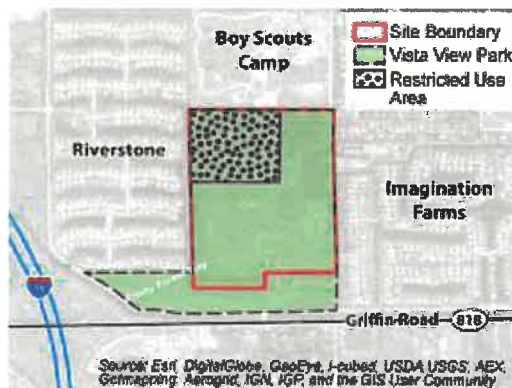 Boy Scouts
Camp
Site Boundary
Vista View Park
Restricted Use
Area
Riverstone
Imagination
Farms
Griffin Road 818
Source: Esri, DigitalGlobe, GeoEye, i-cubed, USDA, USGS, AEX,
Getmapping, Aerogrid, IGN, IGP, and the GIS User Community